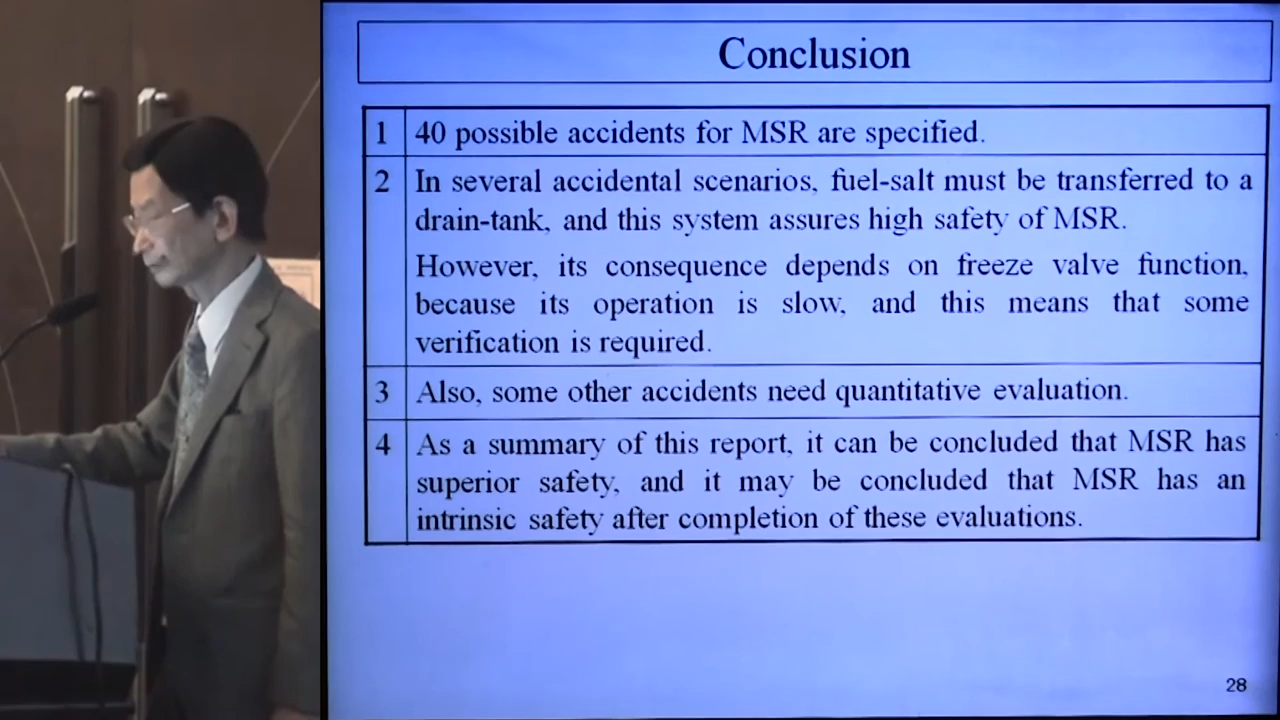 Conclusion
1 40 possible accidents for MSR are specified.
2 In several accidental scenarios, fuel-salt must be transferred to a
drain-tank, and this system assures high safety of MSR.
However, its consequence depends on freeze valve function,
because its operation is slow, and this means that some
verification is required.
3 Also, some other accidents need quantitative evaluation.
4 As a summary of this report, it can be concluded that MSR has
superior safety, and it may be concluded that MSR has an
intrinsic safety after completion of these evaluations.
28